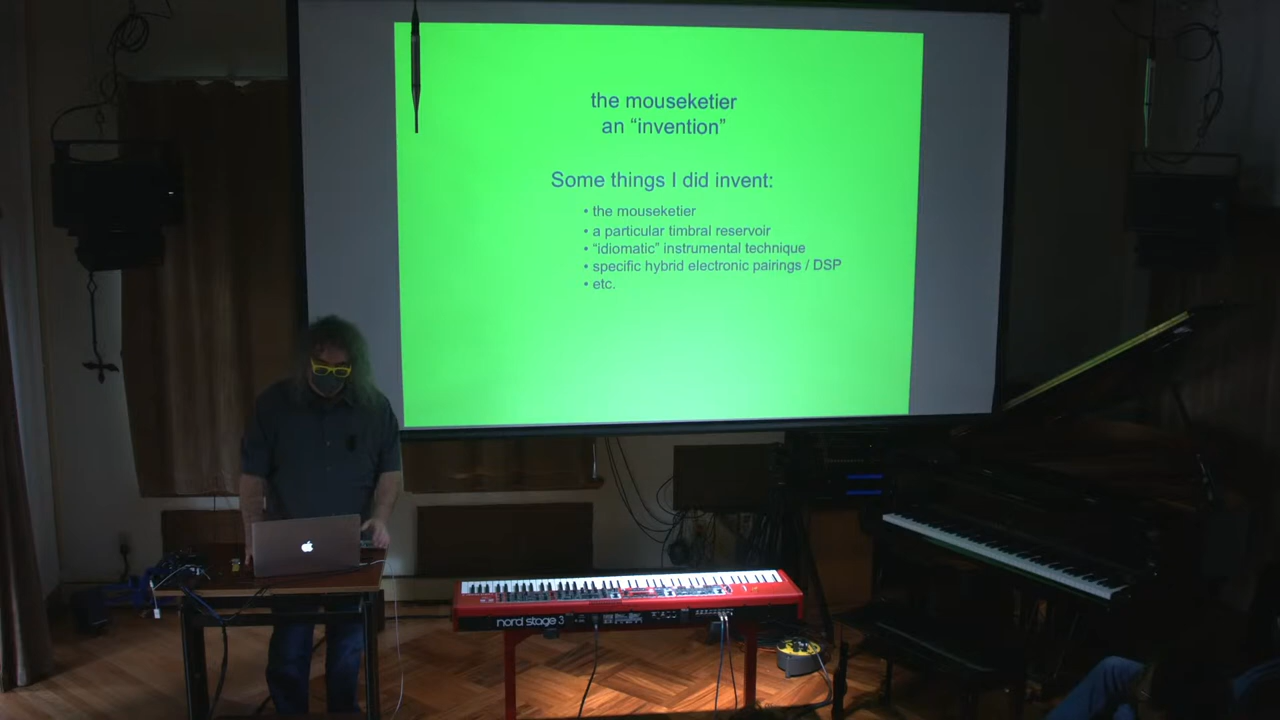 the mouseketier
an “invention”
Some things I did invent:
• the mouseketier
• a particular timbral reservoir
• “idiomatic” instrumental technique
• specific hybrid electronic pairings / DSP
• etc.
nord stage 3